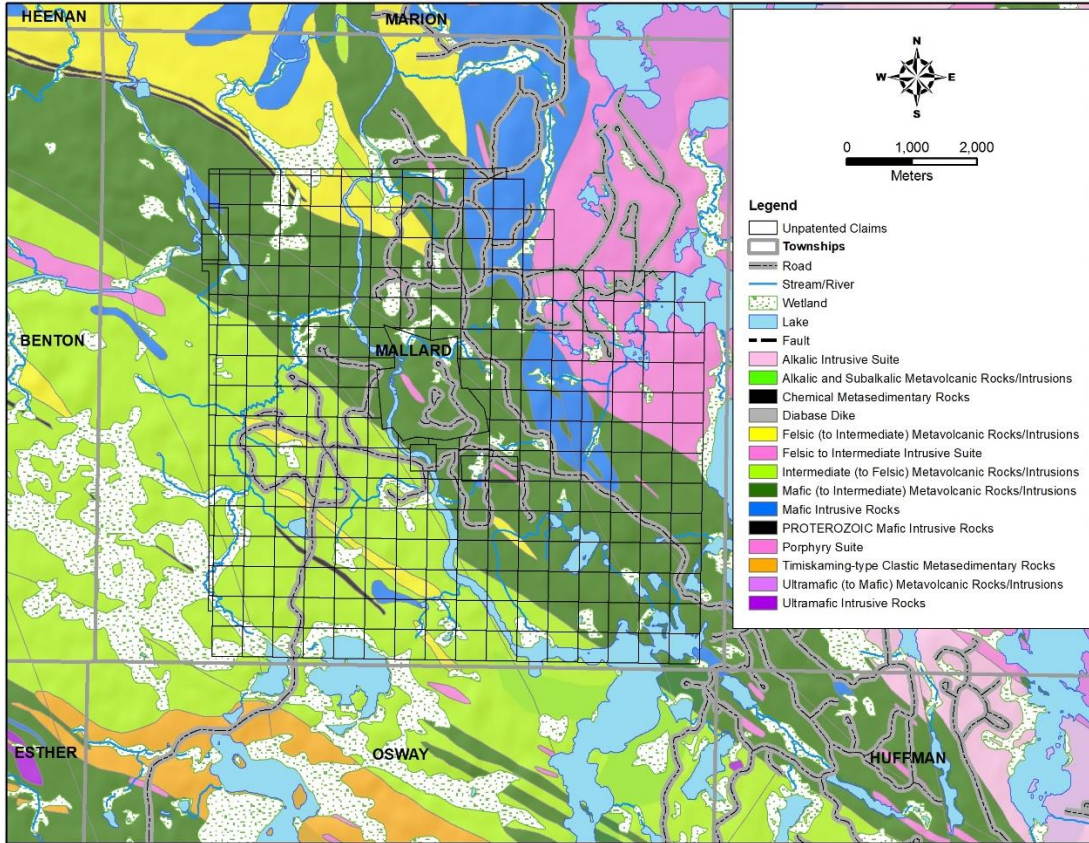 HEENAN
MARION
BENTON
MALLARD
ESTHER
OSWAY
HUFFMAN
N
W E
S
0 1,000 2,000
Meters
Legend
Unpatented Claims
Townships
Road
Stream/River
Wetland
Lake
Fault
Alkalic Intrusive Suite
Alkalic and Subalkalic Metavolcanic Rocks/Intrusions
Chemical Metasedimentary Rocks
Diabase Dike
Felsic (to Intermediate) Metavolcanic Rocks/Intrusions
Felsic to Intermediate Intrusive Suite
Intermediate (to Felsic) Metavolcanic Rocks/Intrusions
Mafic (to Intermediate) Metavolcanic Rocks/Intrusions
Mafic Intrusive Rocks
PROTEROZOIC Mafic Intrusive Rocks
Porphyry Suite
Timiskaming-type Clastic Metasedimentary Rocks
Ultramafic (to Mafic) Metavolcanic Rocks/Intrusions
Ultramafic Intrusive Rocks